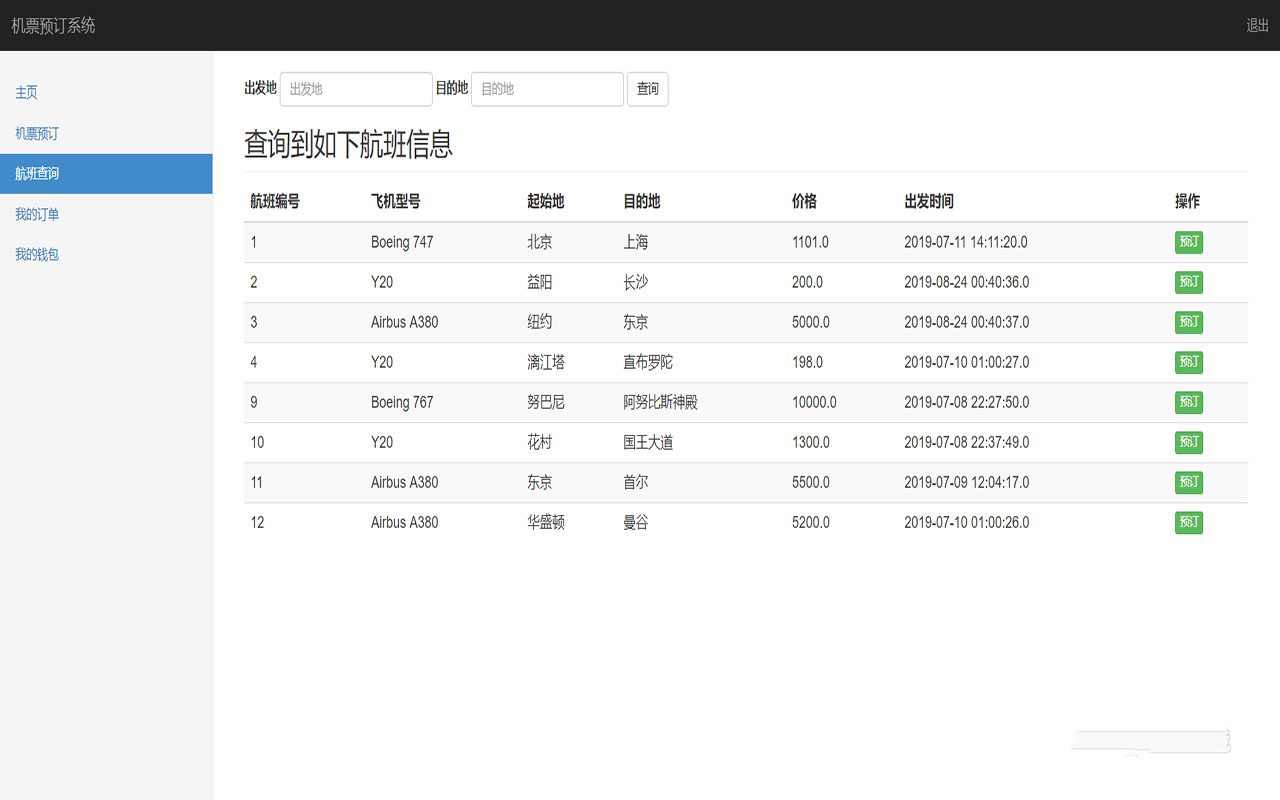 机票预订系统 退出
主页
机票预订
航班查询
我的订单
我的钱包
出发地 出发地 目的地 目的地 查询
查询到如下航班信息
航班编号 飞机型号 起始地 目的地 价格 出发时间 操作
1 Boeing 747 北京 上海 1101.0 2019-07-11 14:11:20.0 预订
2 Y20 益阳 长沙 200.0 2019-08-24 00:40:36.0 预订
3 Airbus A380 纽约 东京 5000.0 2019-08-24 00:40:37.0 预订
4 Y20 漓江塔 直布罗陀 198.0 2019-07-10 01:00:27.0 预订
9 Boeing 767 努巴尼 阿努比斯神殿 10000.0 2019-07-08 22:27:50.0 预订
10 Y20 花村 国王大道 1300.0 2019-07-08 22:37:49.0 预订
11 Airbus A380 东京 首尔 5500.0 2019-07-09 12:04:17.0 预订
12 Airbus A380 华盛顿 曼谷 5200.0 2019-07-10 01:00:26.0 预订